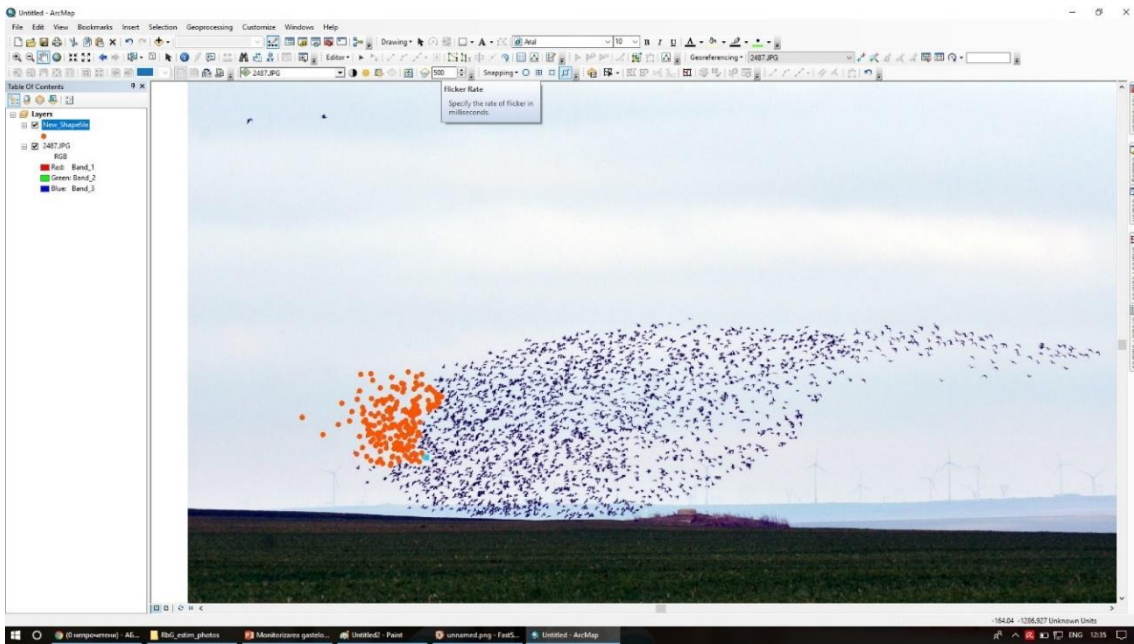 Untitled - ArcMap
File Edit View Bookmarks Insert Selection Geoprocessing Customize Windows Help
Drawing Arial 10 B I U A
Editor Georeferencing 2487.JPG
2487.JPG 500 Snapping
Flicker Rate
Specify the rate of flicker in
milliseconds.
Table Of Contents
Layers
New_Shapefile
2487.JPG
RGB
Red: Band_1
Green: Band_2
Blue: Band_3
-164.04 -1286,927 Unknown Units
(0 непрочетени) - АБ... RbG_estim_photos Monitorizarea gastelo... Untitled2 - Paint unnamed.png - FastS... Untitled - ArcMap ENG 12:35